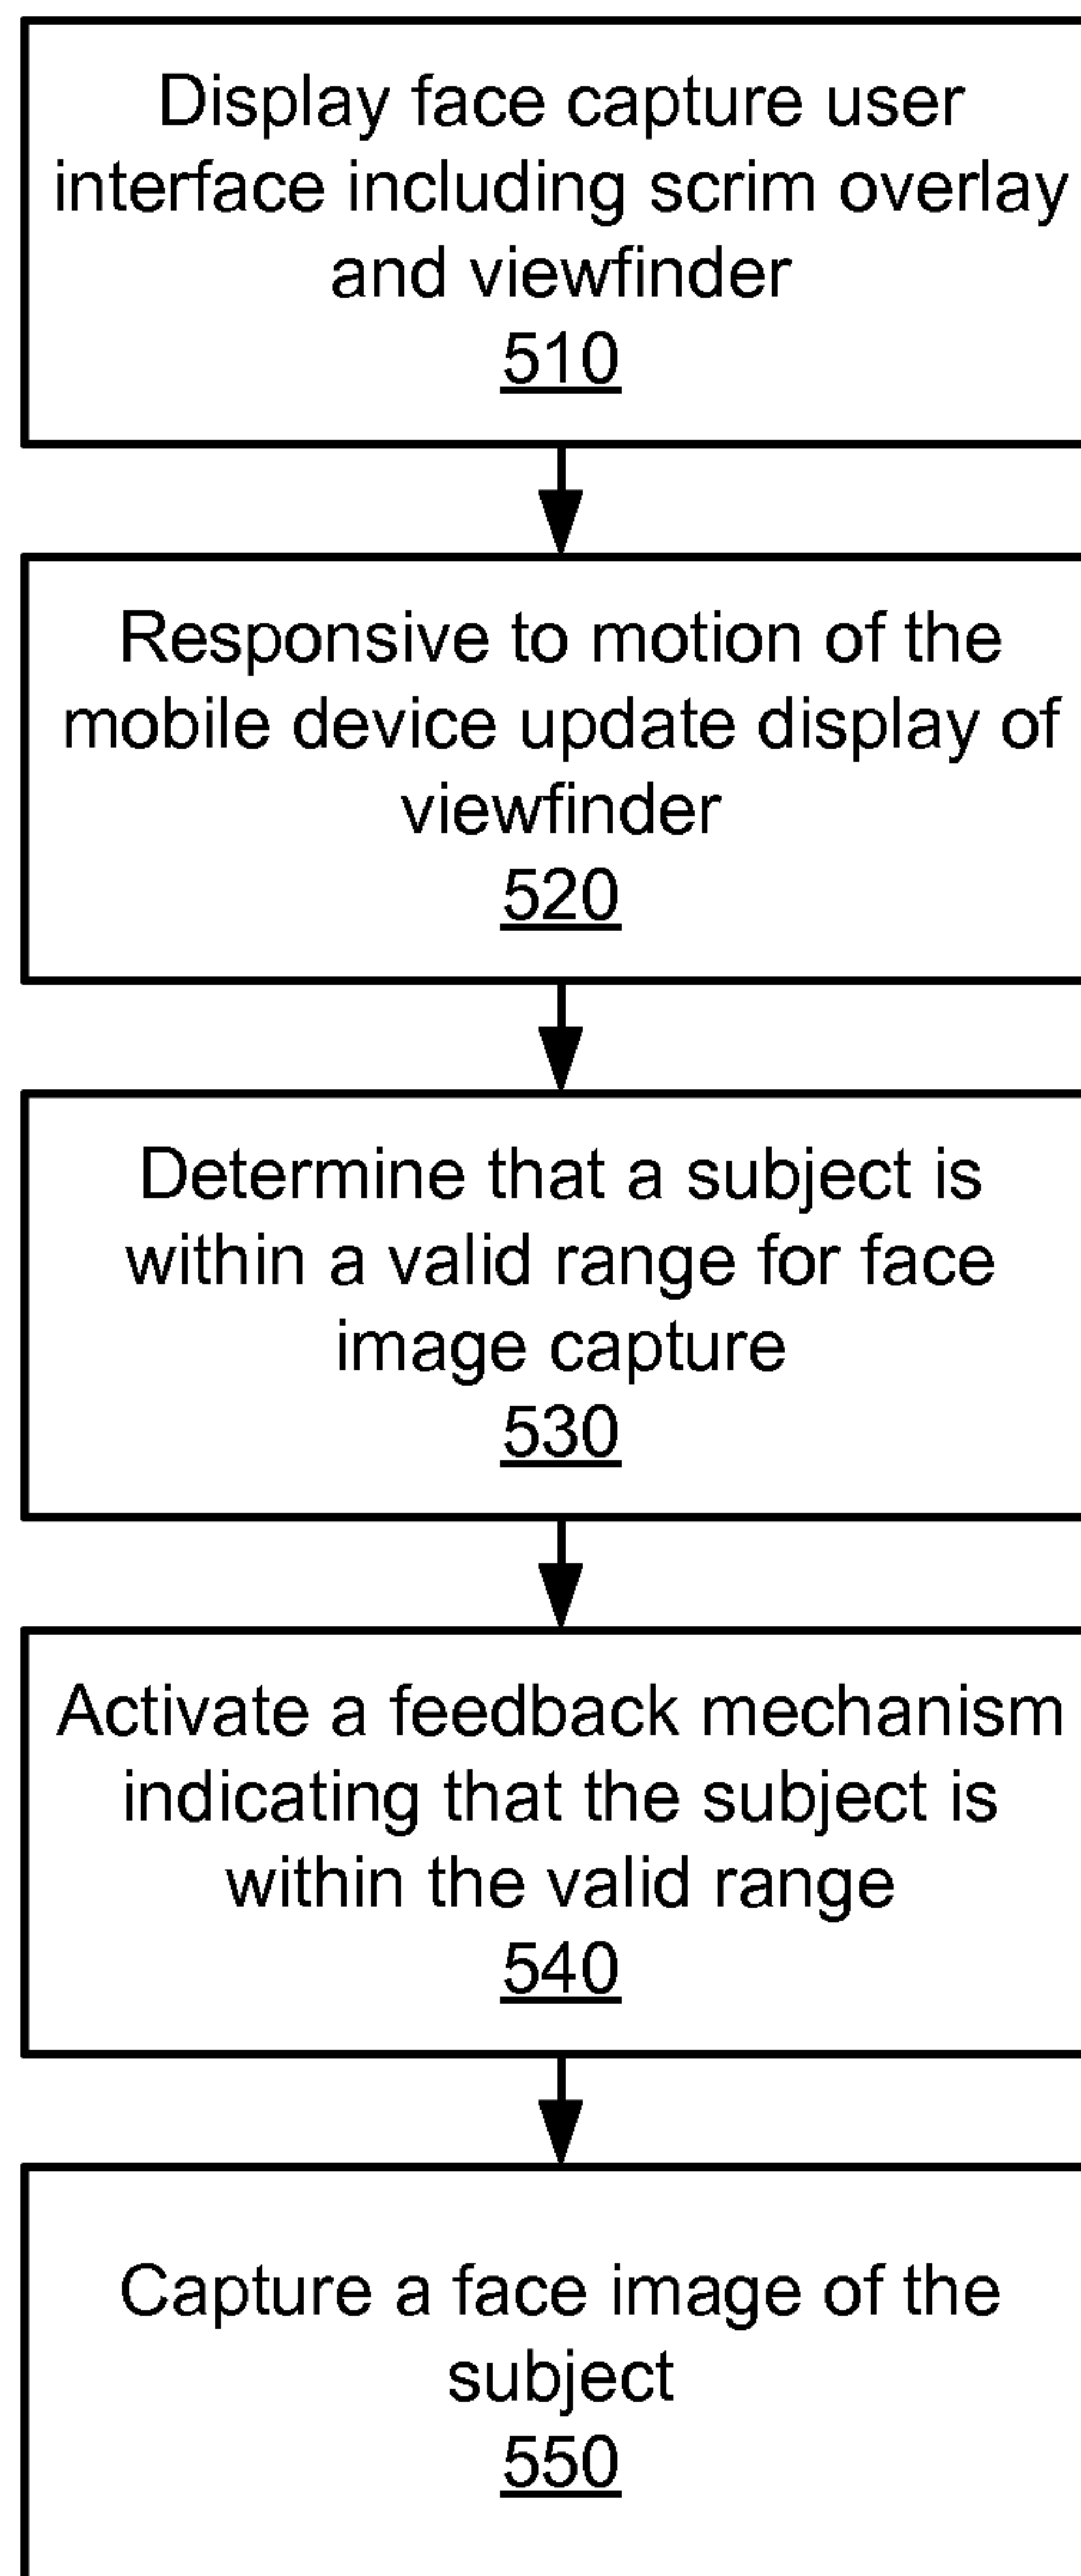 Display face capture user
interface including scrim overlay
and viewfinder
510
Responsive to motion of the
mobile device update display of
viewfinder
520
Determine that a subject is
within a valid range for face
image capture
530
Activate a feedback mechanism
indicating that the subject is
within the valid range
540
Capture a face image of the
subject
550